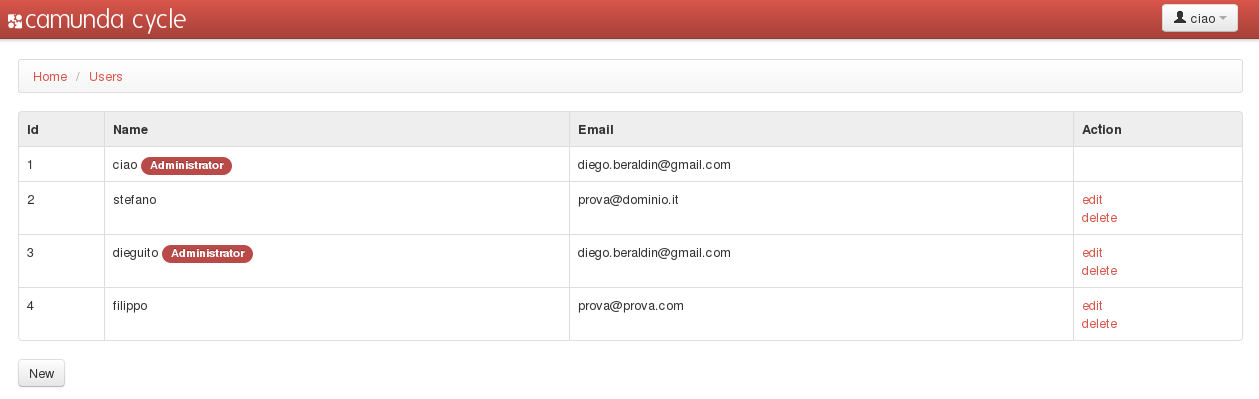 camunda cycle
ciao
Home / Users
Id Name Email Action
1 ciao Administrator diego.beraldin@gmail.com
2 stefano prova@dominio.it edit
delete
3 dieguito Administrator diego.beraldin@gmail.com edit
delete
4 filippo prova@prova.com edit
delete
New